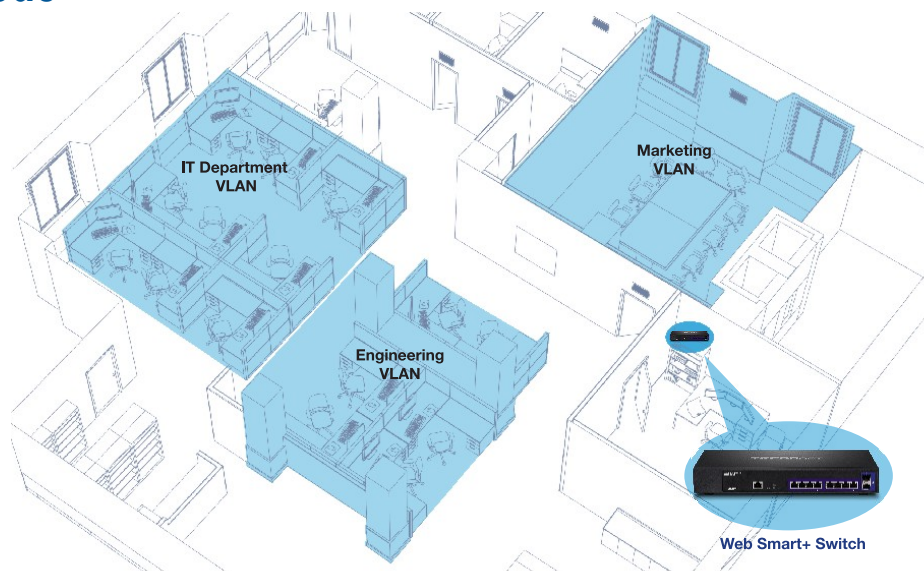 IT Department
VLAN
Marketing
VLAN
Engineering
VLAN
Web Smart+ Switch